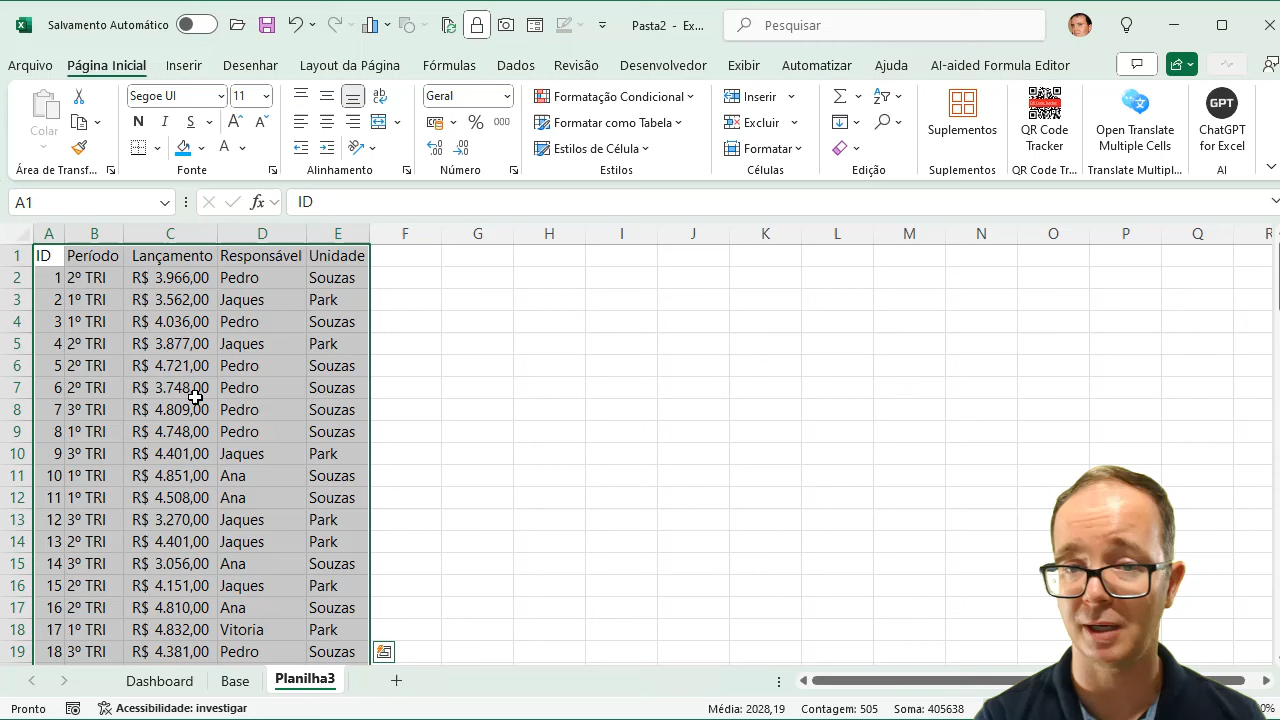 Salvamento Automático
Pasta2 - Ex...
Pesquisar
Arquivo Página Inicial Inserir Desenhar Layout da Página Fórmulas Dados Revisão Desenvolvedor Exibir Automatizar Ajuda AI-aided Formula Editor
Colar
Segoe UI 11
N I S
A A
A
Área de Transf...
Fonte
Alinhamento
Geral
% 000
Número
Formatação Condicional
Formatar como Tabela
Estilos de Célula
Estilos
Inserir
Excluir
Formatar
Células
Edição
Suplementos
Suplementos
QR Code
Tracker
QR Code Tr...
Open Translate
Multiple Cells
Translate Multipl...
GPT
ChatGPT
for Excel
AI
A1
fx
ID
A B C D E F G H I J K L M N O P Q R
1 ID Período Lançamento Responsável Unidade
2 1 2º TRI R$ 3.966,00 Pedro Souzas
3 2 1º TRI R$ 3.562,00 Jaques Park
4 3 1º TRI R$ 4.036,00 Pedro Souzas
5 4 2º TRI R$ 3.877,00 Jaques Park
6 5 2º TRI R$ 4.721,00 Pedro Souzas
7 6 2º TRI R$ 3.748,00 Pedro Souzas
8 7 3º TRI R$ 4.809,00 Pedro Souzas
9 8 1º TRI R$ 4.748,00 Pedro Souzas
10 9 3º TRI R$ 4.401,00 Jaques Park
11 10 1º TRI R$ 4.851,00 Ana Souzas
12 11 1º TRI R$ 4.508,00 Ana Souzas
13 12 3º TRI R$ 3.270,00 Jaques Park
14 13 2º TRI R$ 4.401,00 Jaques Park
15 14 3º TRI R$ 3.056,00 Ana Souzas
16 15 2º TRI R$ 4.151,00 Jaques Park
17 16 2º TRI R$ 4.810,00 Ana Souzas
18 17 1º TRI R$ 4.832,00 Vitoria Park
19 18 3º TRI R$ 4.381,00 Pedro Souzas
Dashboard Base Planilha3
Pronto
Acessibilidade: investigar
Média: 2028,19 Contagem: 505 Soma: 405638